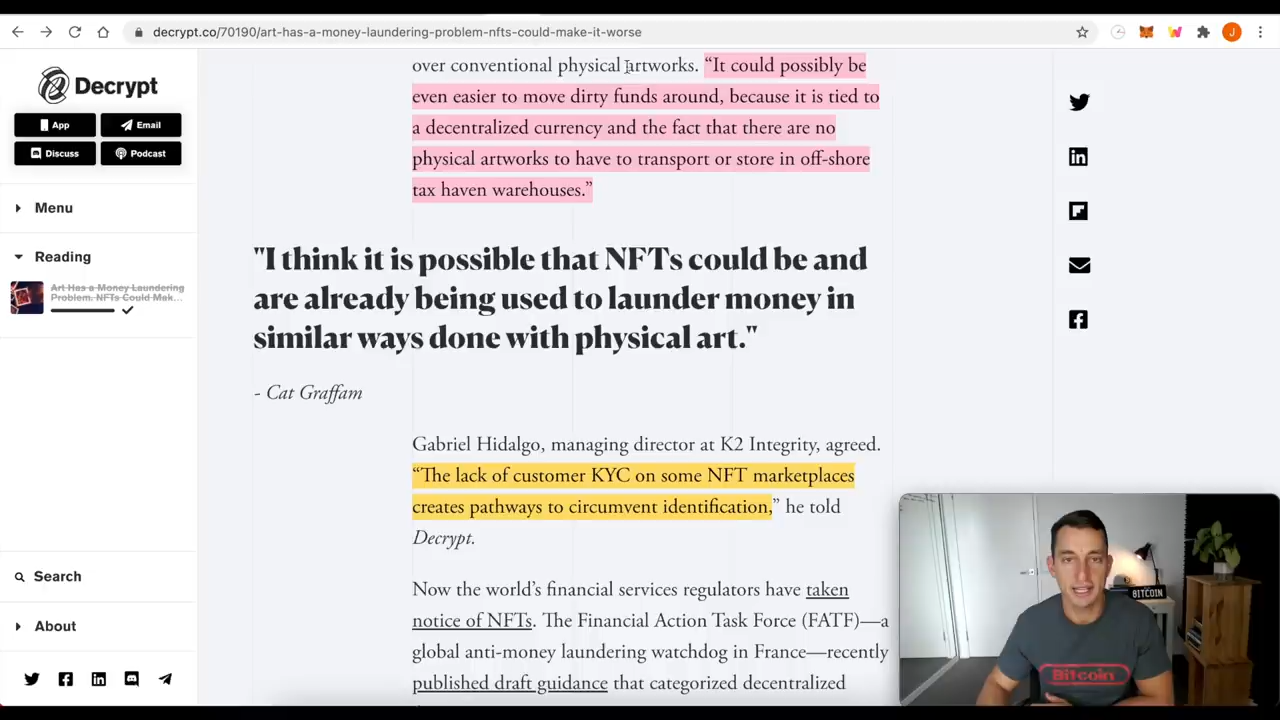 decrypt.co/70190/art-has-a-money-laundering-problem-nfts-could-make-it-worse
J
Decrypt
App
Email
Discuss
Podcast
Menu
Reading
Art Has a Money Laundering
Problem. NFTs Could Mak...
Search
About
over conventional physical artworks. “It could possibly be
even easier to move dirty funds around, because it is tied to
a decentralized currency and the fact that there are no
physical artworks to have to transport or store in off-shore
tax haven warehouses.”
"I think it is possible that NFTs could be and
are already being used to launder money in
similar ways done with physical art."
- Cat Graffam
Gabriel Hidalgo, managing director at K2 Integrity, agreed.
“The lack of customer KYC on some NFT marketplaces
creates pathways to circumvent identification,” he told
Decrypt.
Now the world’s financial services regulators have taken
notice of NFTs. The Financial Action Task Force (FATF)—a
global anti-money laundering watchdog in France—recently
published draft guidance that categorized decentralized
BITCOIN
Bitcoin